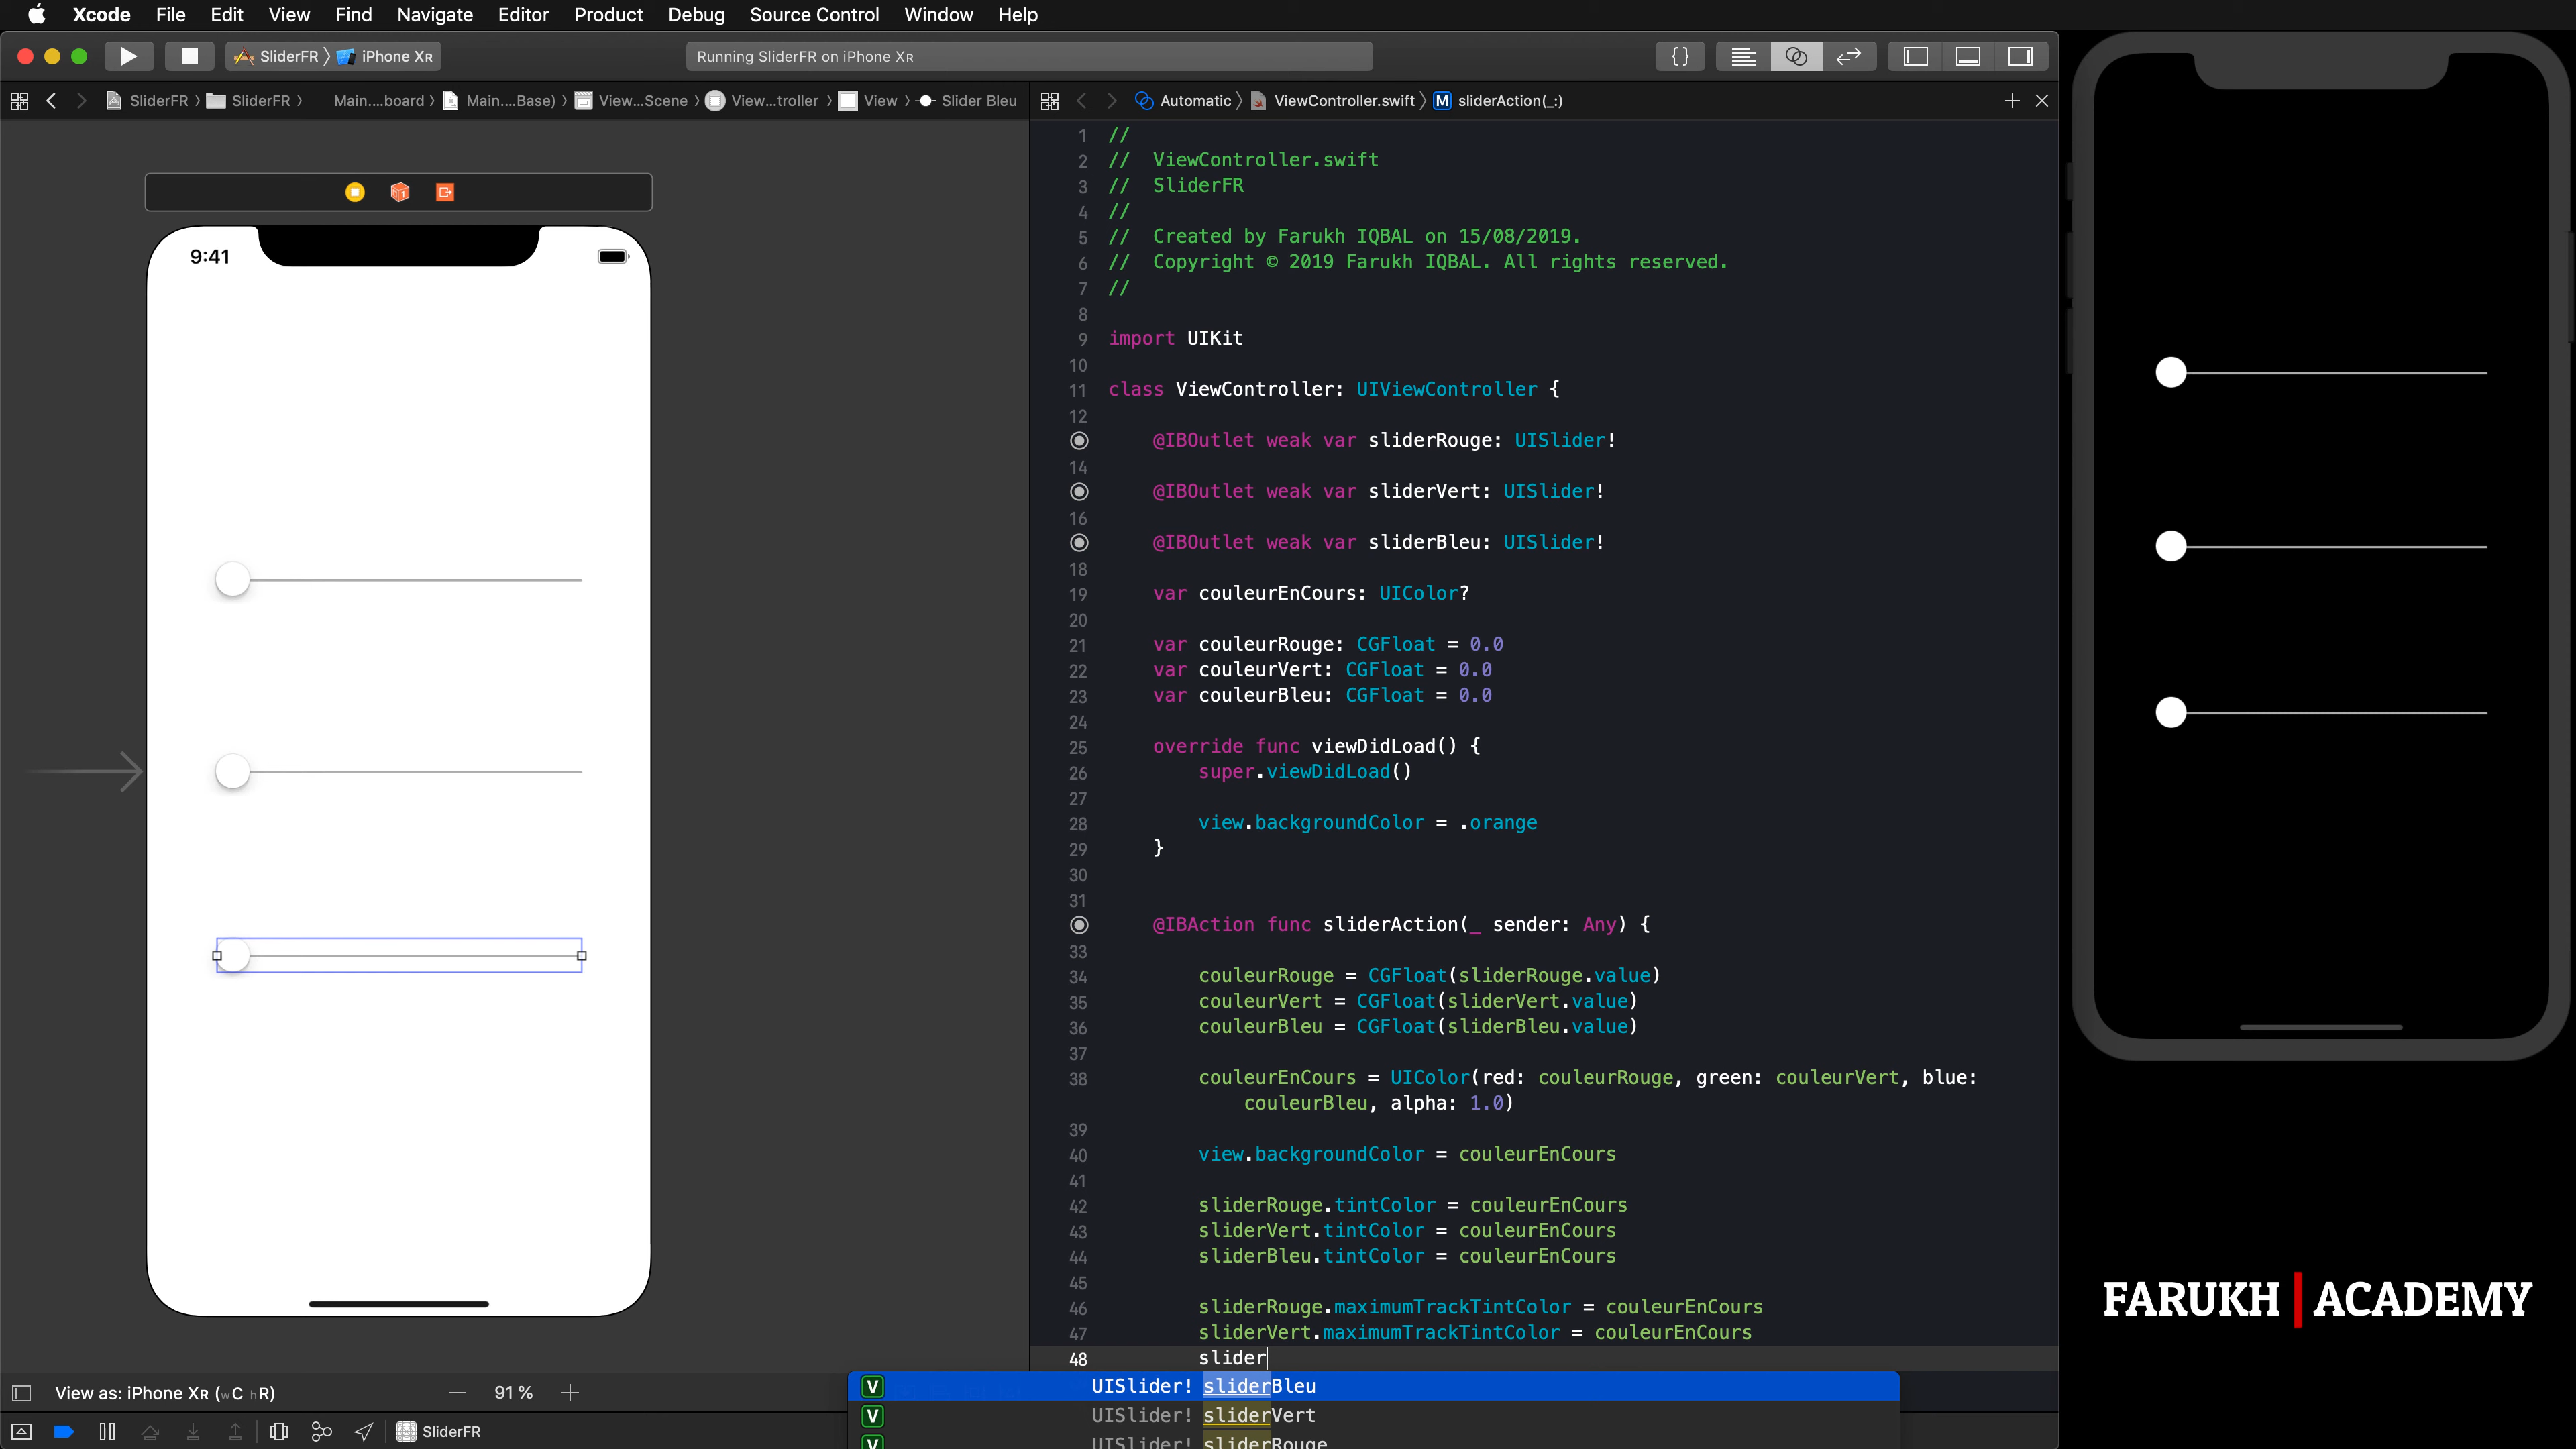 Xcode File Edit View Find Navigate Editor Product Debug Source Control Window Help
SliderFR iPhone XR
Running SliderFR on iPhone XR
SliderFR SliderFR Main....board Main....Base) View...Scene View...troller View Slider Bleu
Automatic ViewController.swift M sliderAction(_:)
9:41
1 //
2 // ViewController.swift
3 // SliderFR
4 //
5 // Created by Farukh IQBAL on 15/08/2019.
6 // Copyright © 2019 Farukh IQBAL. All rights reserved.
7 //
8
9 import UIKit
10
11 class ViewController: UIViewController {
12
@IBOutlet weak var sliderRouge: UISlider!
14
@IBOutlet weak var sliderVert: UISlider!
16
@IBOutlet weak var sliderBleu: UISlider!
18
19 var couleurEnCours: UIColor?
20
21 var couleurRouge: CGFloat = 0.0
22 var couleurVert: CGFloat = 0.0
23 var couleurBleu: CGFloat = 0.0
24
25 override func viewDidLoad() {
26 super.viewDidLoad()
27
28 view.backgroundColor = .orange
29 }
30
31
@IBAction func sliderAction(_ sender: Any) {
33
34 couleurRouge = CGFloat(sliderRouge.value)
35 couleurVert = CGFloat(sliderVert.value)
36 couleurBleu = CGFloat(sliderBleu.value)
37
38 couleurEnCours = UIColor(red: couleurRouge, green: couleurVert, blue:
couleurBleu, alpha: 1.0)
39
40 view.backgroundColor = couleurEnCours
41
42 sliderRouge.tintColor = couleurEnCours
43 sliderVert.tintColor = couleurEnCours
44 sliderBleu.tintColor = couleurEnCours
45
46 sliderRouge.maximumTrackTintColor = couleurEnCours
47 sliderVert.maximumTrackTintColor = couleurEnCours
48 slider
V UISlider! sliderBleu
V UISlider! sliderVert
V UISlider! sliderRouge
View as: iPhone XR (wC hR) — 91 % +
SliderFR
FARUKH | ACADEMY